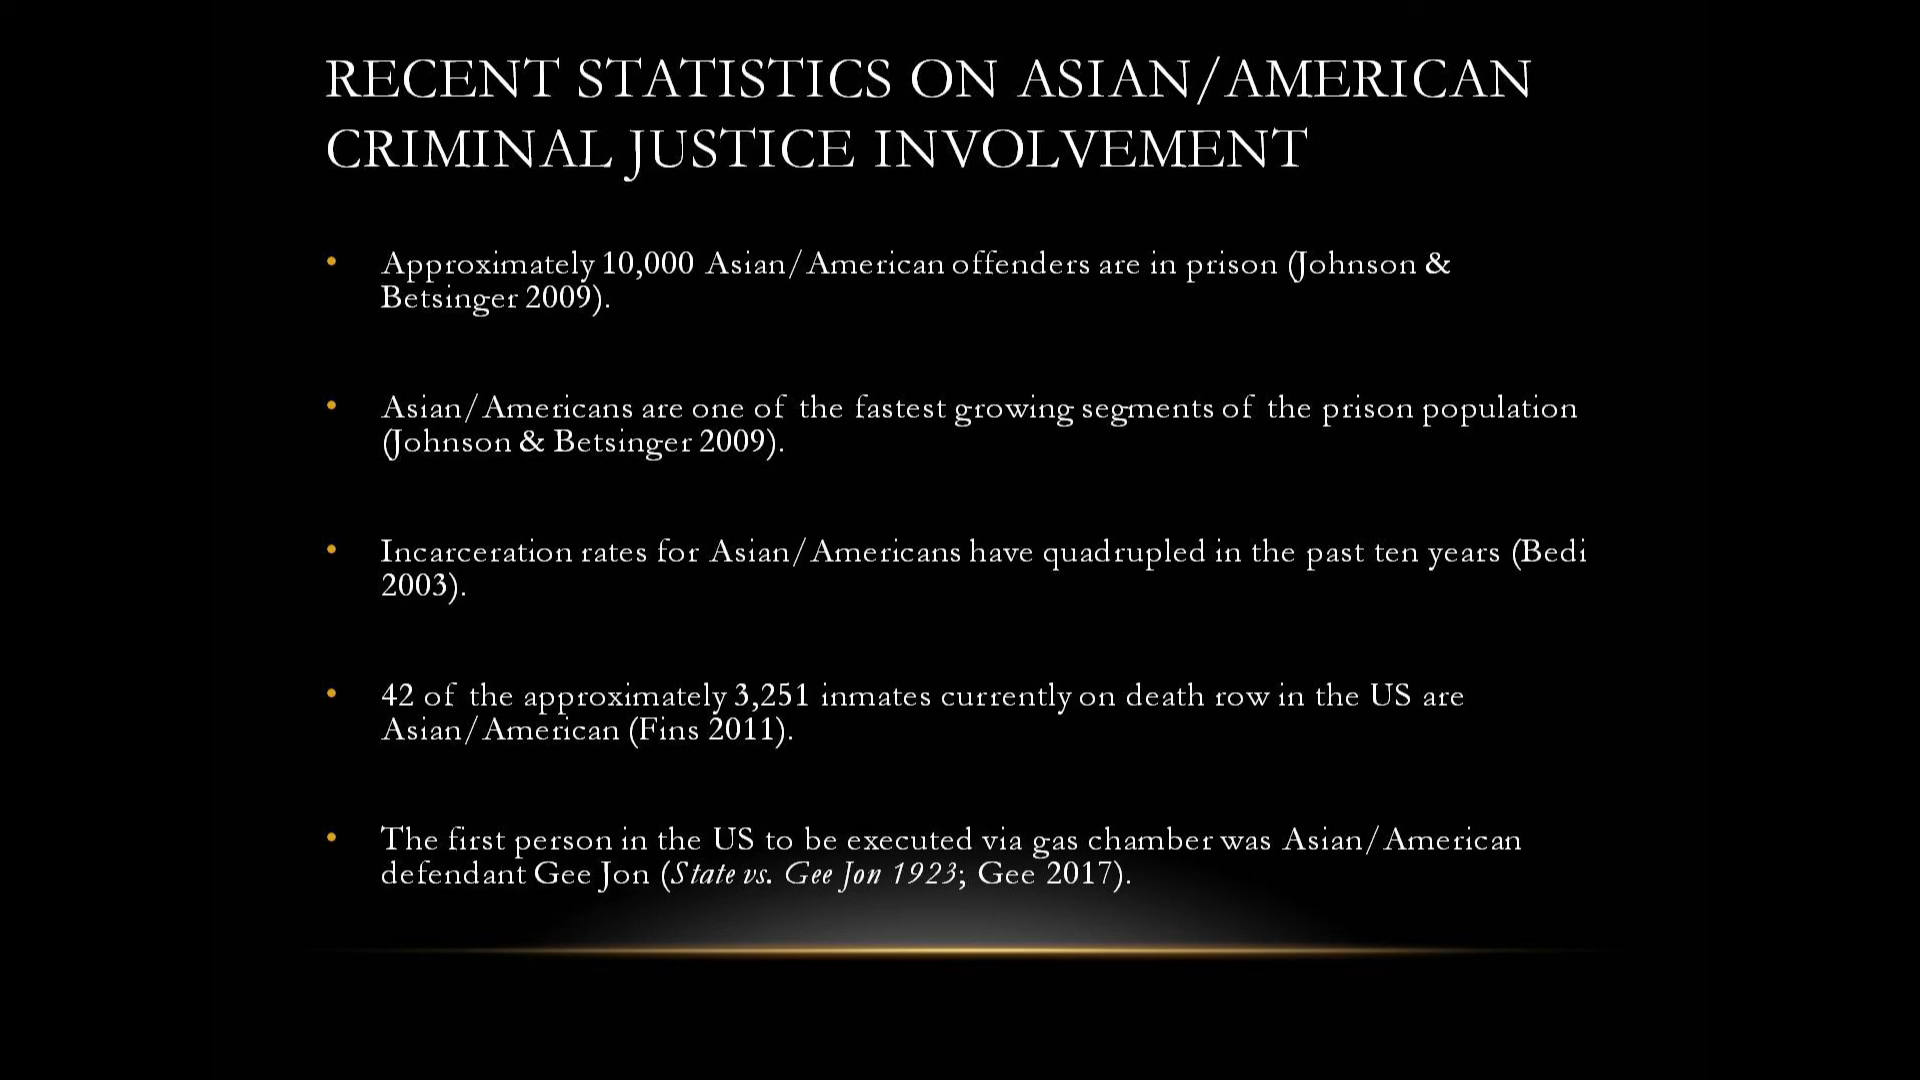 RECENT STATISTICS ON ASIAN/AMERICAN
CRIMINAL JUSTICE INVOLVEMENT
• Approximately 10,000 Asian/American offenders are in prison (Johnson &
Betsinger 2009).
• Asian/Americans are one of the fastest growing segments of the prison population
(Johnson & Betsinger 2009).
• Incarceration rates for Asian/Americans have quadrupled in the past ten years (Bedi
2003).
• 42 of the approximately 3,251 inmates currently on death row in the US are
Asian/American (Fins 2011).
• The first person in the US to be executed via gas chamber was Asian/American
defendant Gee Jon (State vs. Gee Jon 1923; Gee 2017).